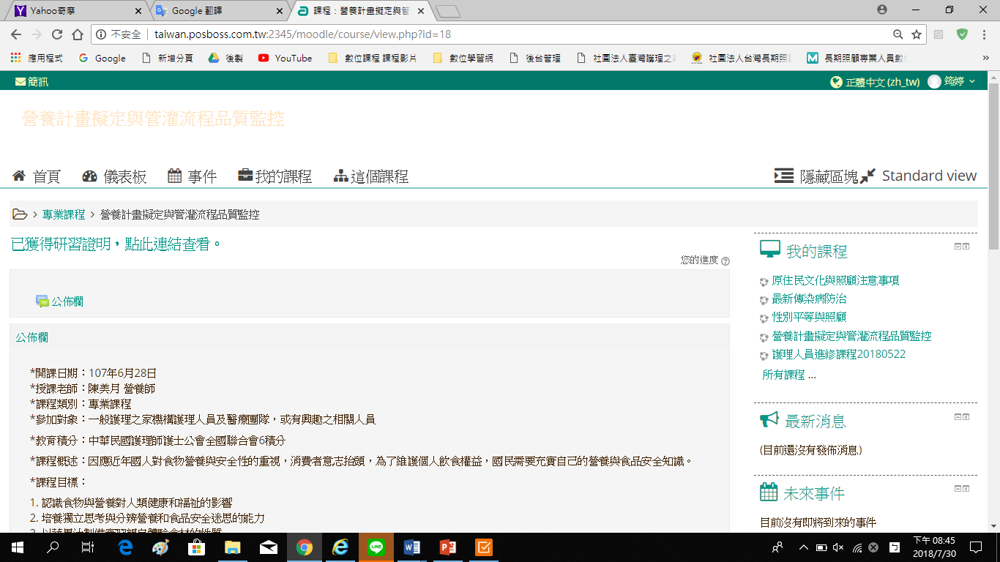 Yahoo奇摩
Google 翻譯
課程：營養計畫擬定與管
不安全 taiwan.posboss.com.tw:2345/moodle/course/view.php?id=18
應用程式 Google 新增分頁 後製 YouTube 數位課程 課程影片 數位學習網 後台管理 社團法人臺灣護理之 社團法人台灣長期照 長期照顧專業人員數 »
簡訊 正體中文 (zh_tw) 筠婷
營養計畫擬定與管灌流程品質監控
首頁 儀表板 事件 我的課程 這個課程 隱藏區塊 Standard view
專業課程 營養計畫擬定與管灌流程品質監控
已獲得研習證明，點此連結查看。
您的進度
公佈欄
公佈欄
*開課日期：107年6月28日
*授課老師：陳美月 營養師
*課程類別：專業課程
*參加對象：一般護理之家機構護理人員及醫療團隊，或有興趣之相關人員
*教育積分：中華民國護理師護士公會全國聯合會6積分
*課程概述：因應近年國人對食物營養與安全性的重視，消費者意志抬頭，為了維護個人飲食權益，國民需要充實自己的營養與食品安全知識。
*課程目標：
1. 認識食物與營養對人類健康和福祉的影響
2. 培養獨立思考與分辨營養和食品安全迷思的能力
我的課程
原住民文化與照顧注意事項
最新傳染病防治
性別平等與照顧
營養計畫擬定與管灌流程品質監控
護理人員進修課程20180522
所有課程 ...
最新消息
(目前還沒有發佈消息)
未來事件
目前沒有即將到來的事件
下午 08:45
2018/7/30